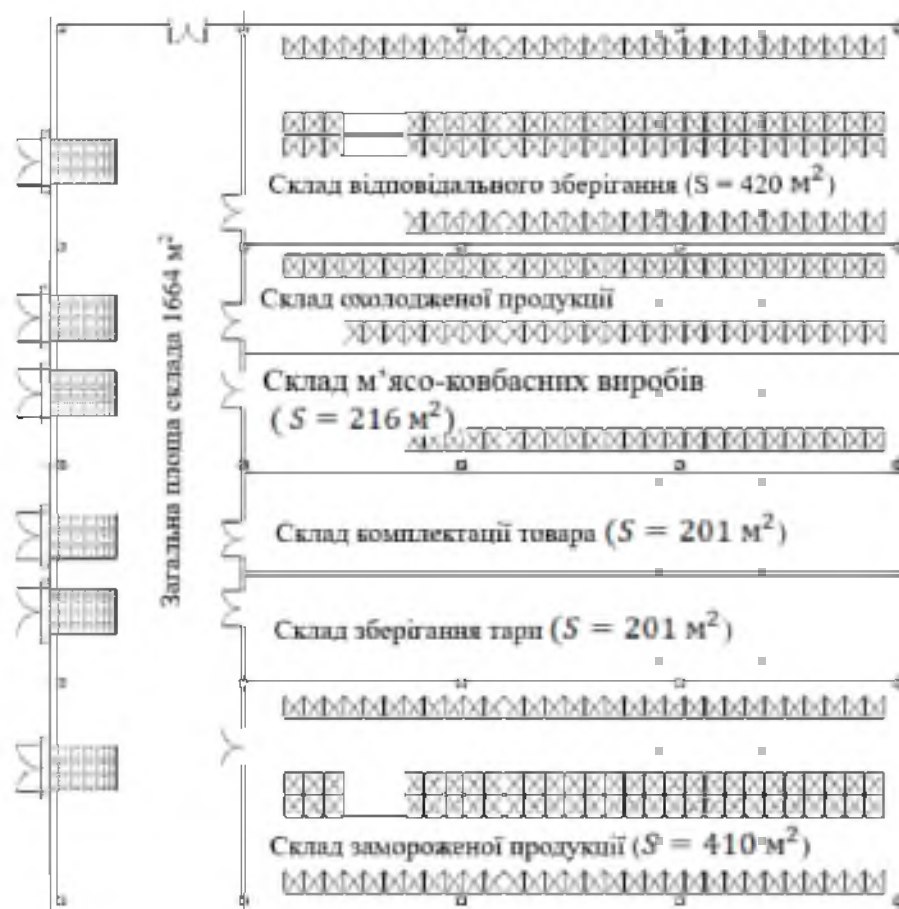 Склад відповідального зберігання (S = 420 м²)
Загальна площа склада 1664 м²
Склад охолодженої продукції
Склад м’ясо-ковбасних виробів
( S = 216 м²)
Склад комплектації товара (S = 201 м²)
Склад зберігання тари (S = 201 м²)
Склад замороженої продукції (S = 410 м²)